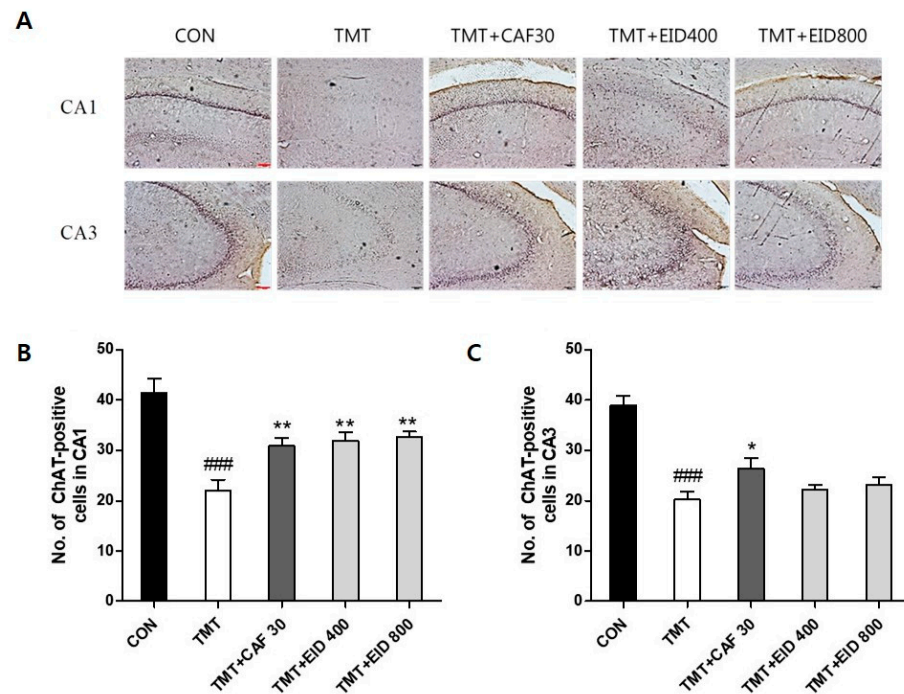 A
CON TMT TMT+CAF30 TMT+EID400 TMT+EID800
CA1
CA3
B
No. of ChAT-positive
cells in CA1
50
40
30
20
10
0
###
**
**
**
CON
TMT
TMT+CAF 30
TMT+EID 400
TMT+EID 800
C
No. of ChAT-positive
cells in CA3
50
40
30
20
10
0
###
*
CON
TMT
TMT+CAF 30
TMT+EID 400
TMT+EID 800